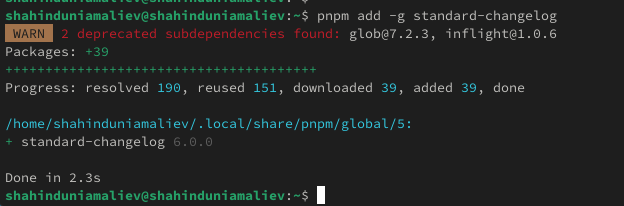 shahinduniamaliev@shahinduniamaliev:~$ pnpm add -g standard-changelog
 WARN  2 deprecated subdependencies found: glob@7.2.3, inflight@1.0.6
Packages: +39
+++++++++++++++++++++++++++++++++++++++
Progress: resolved 190, reused 151, downloaded 39, added 39, done
/home/shahinduniamaliev/.local/share/pnpm/global/5:
+ standard-changelog 6.0.0
Done in 2.3s
shahinduniamaliev@shahinduniamaliev:~$